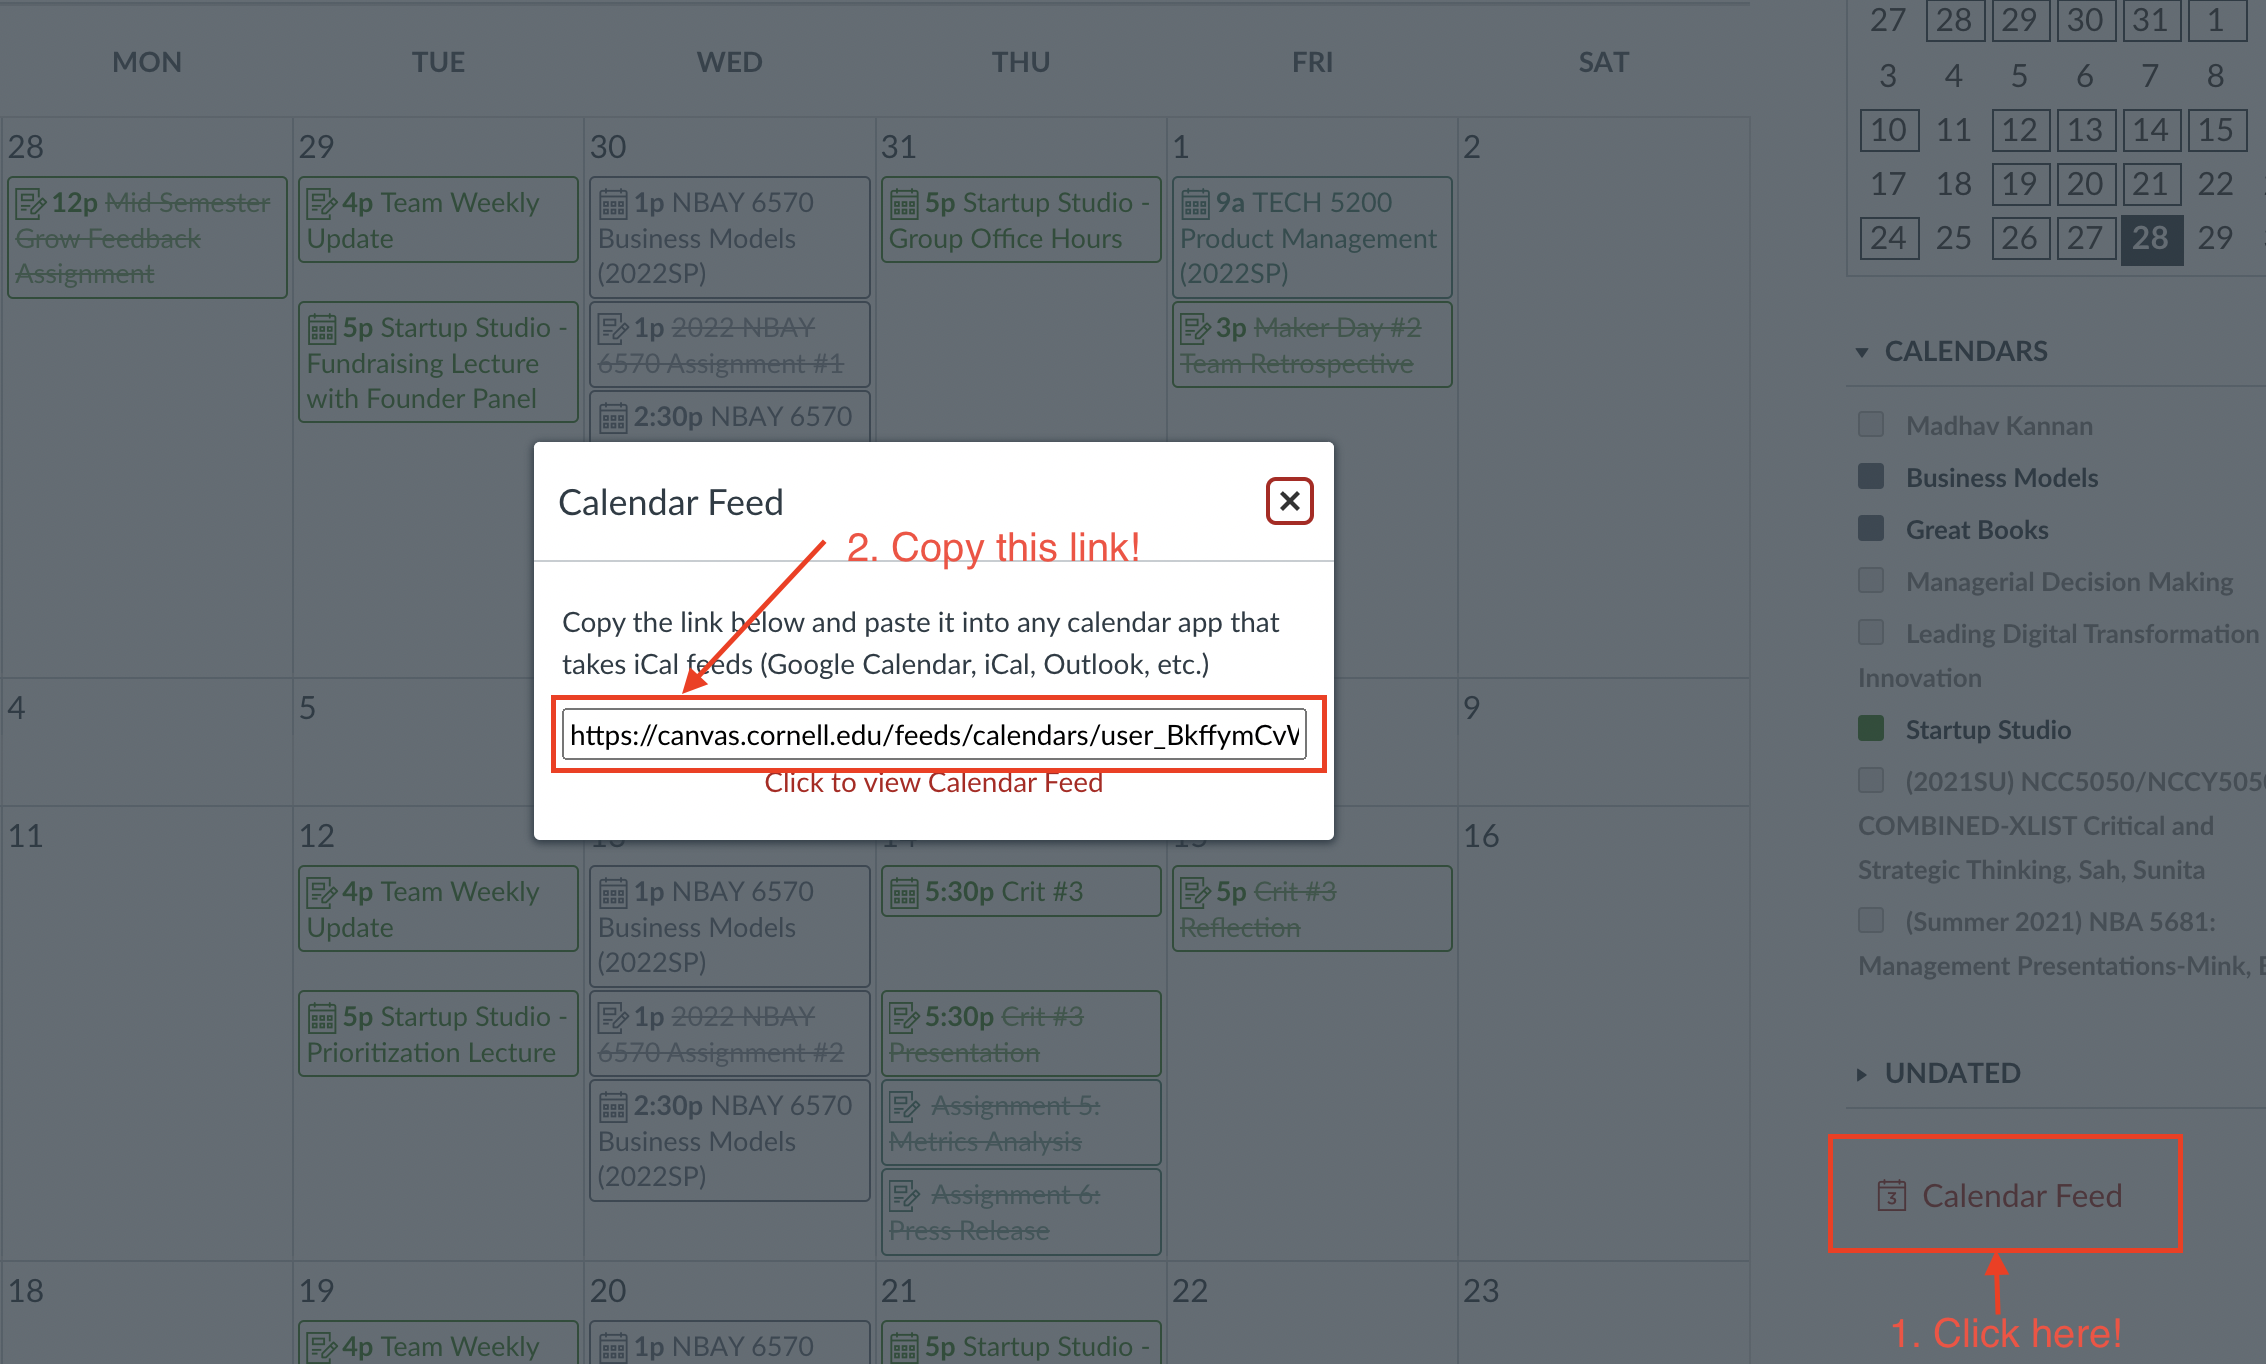 MON TUE WED THU FRI SAT
28
12p Mid Semester
Grow Feedback
Assignment
29
4p Team Weekly
Update
5p Startup Studio -
Fundraising Lecture
with Founder Panel
30
1p NBAY 6570
Business Models
(2022SP)
1p 2022 NBAY
6570 Assignment #1
2:30p NBAY 6570
31
5p Startup Studio -
Group Office Hours
1
9a TECH 5200
Product Management
(2022SP)
3p Maker Day #2
Team Retrospective
2
Calendar Feed
2. Copy this link!
Copy the link below and paste it into any calendar app that
takes iCal feeds (Google Calendar, iCal, Outlook, etc.)
https://canvas.cornell.edu/feeds/calendars/user_BkffymCv
Click to view Calendar Feed
4
5
9
11
12
4p Team Weekly
Update
5p Startup Studio -
Prioritization Lecture
1p NBAY 6570
Business Models
(2022SP)
1p 2022 NBAY
6570 Assignment #2
2:30p NBAY 6570
Business Models
(2022SP)
5:30p Crit #3
5:30p Crit #3
Presentation
Assignment 5:
Metrics Analysis
Assignment 6:
Press Release
5p Crit #3
Reflection
16
18
19
4p Team Weekly
20
1p NBAY 6570
21
5p Startup Studio -
22
23
27 28 29 30 31 1
3 4 5 6 7 8
10 11 12 13 14 15
17 18 19 20 21 22
24 25 26 27 28 29
CALENDARS
Madhav Kannan
Business Models
Great Books
Managerial Decision Making
Leading Digital Transformation
Innovation
Startup Studio
(2021SU) NCC5050/NCCY505
COMBINED-XLIST Critical and
Strategic Thinking, Sah, Sunita
(Summer 2021) NBA 5681:
Management Presentations-Mink,
UNDATED
3 Calendar Feed
1. Click here!